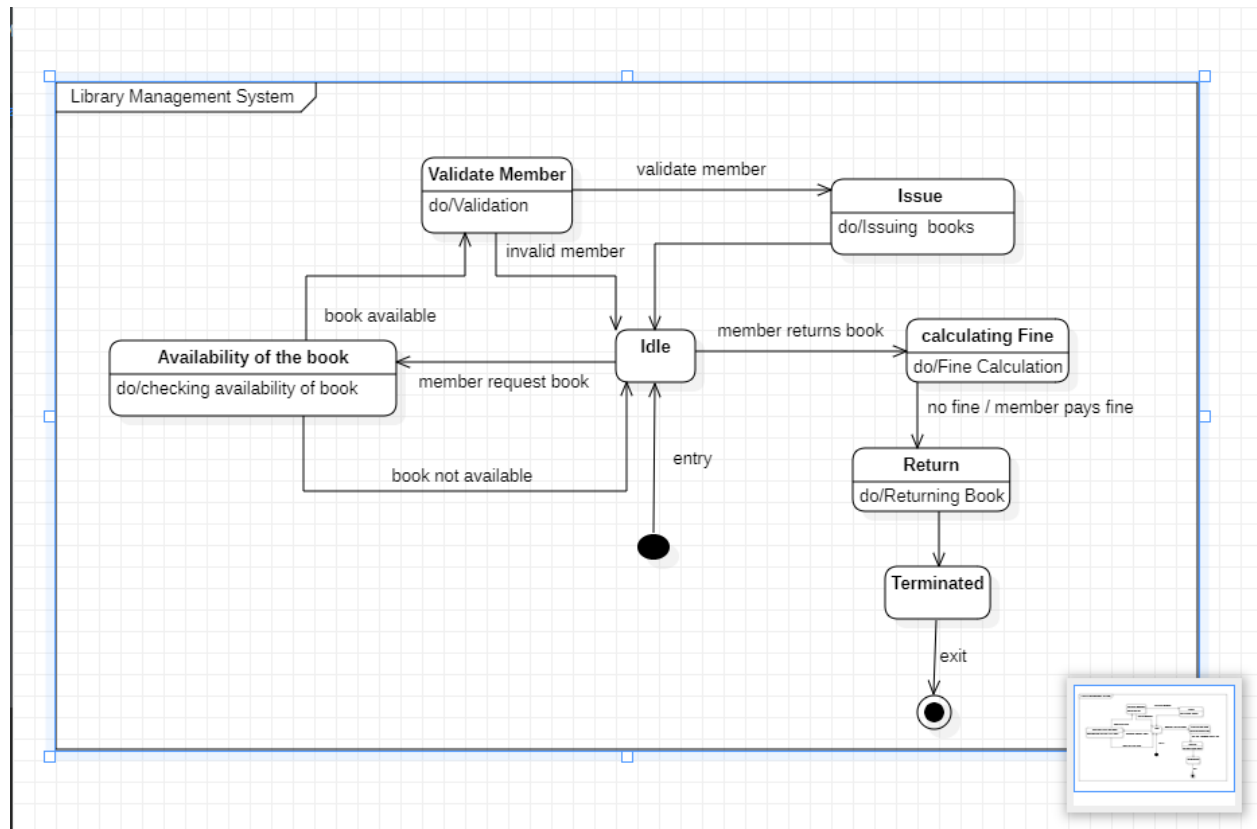 Library Management System
Validate Member
do/Validation
validate member
Issue
do/Issuing  books
invalid member
book available
Availability of the book
do/checking availability of book
member request book
Idle
member returns book
calculating Fine
do/Fine Calculation
no fine / member pays fine
book not available
entry
Return
do/Returning Book
Terminated
exit